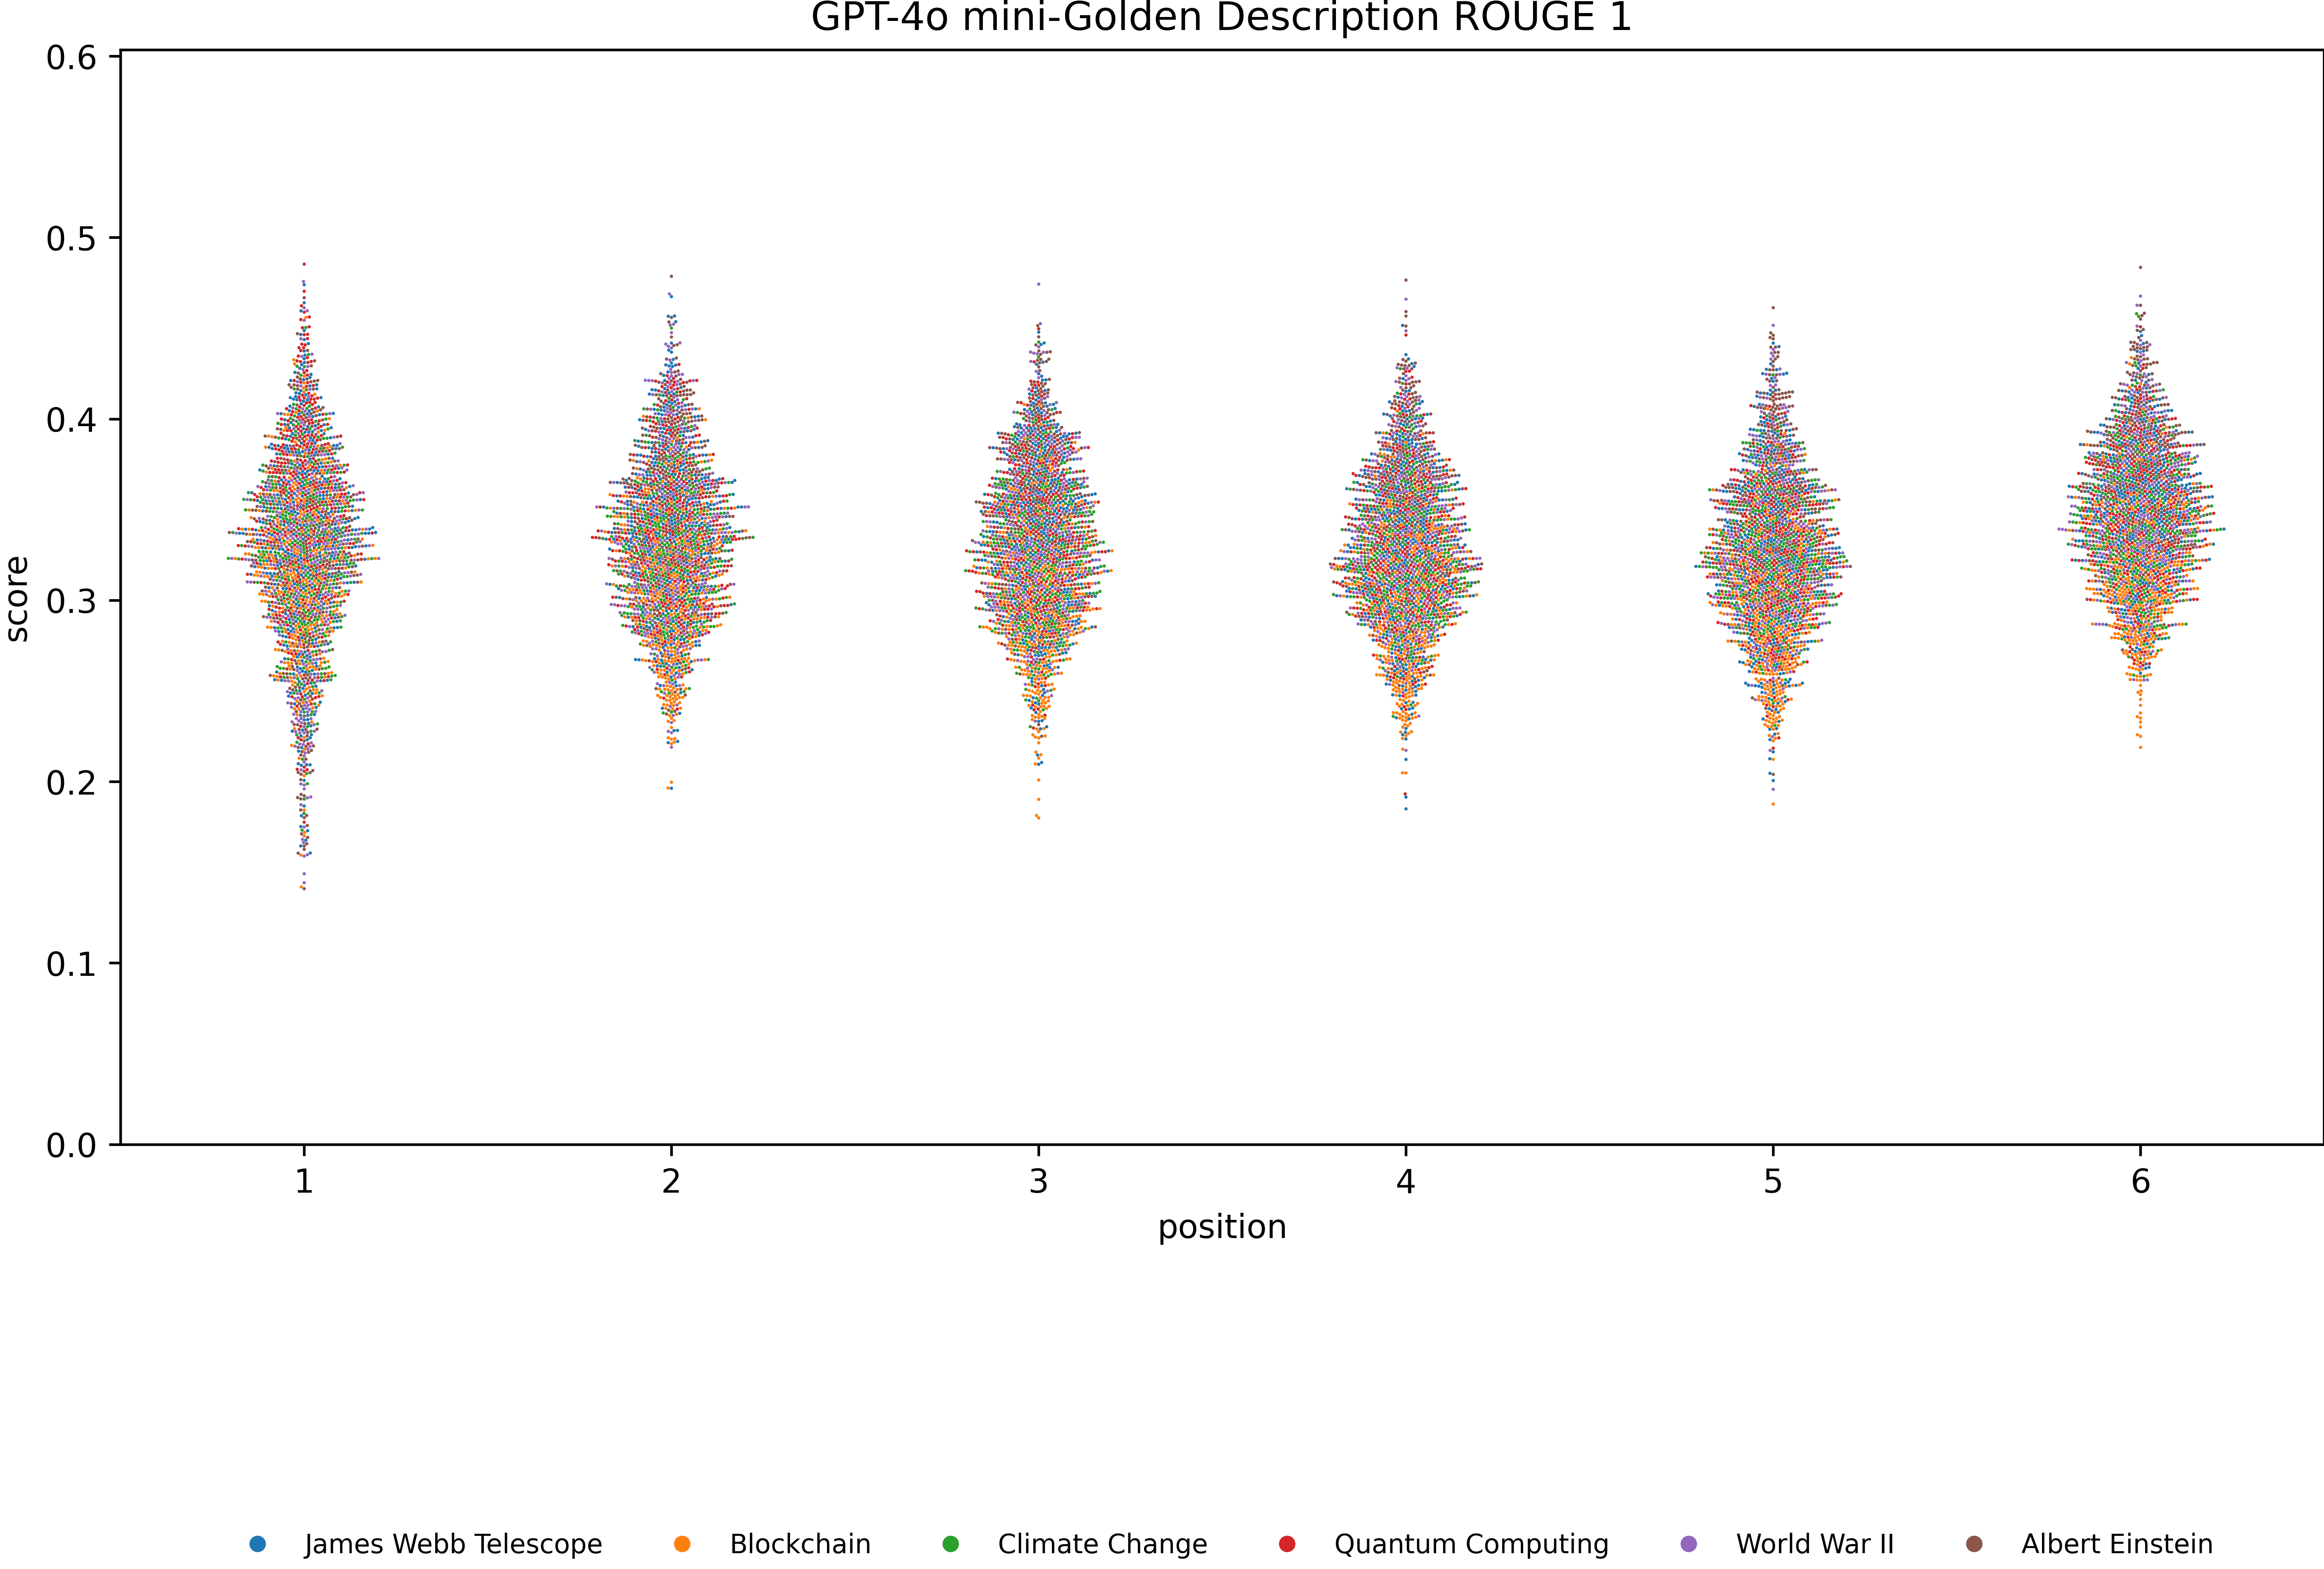 GPT-4o mini-Golden Description ROUGE 1
0.6
0.5
0.4
0.3
0.2
0.1
0.0
score
1 2 3 4 5 6
position
James Webb Telescope Blockchain Climate Change Quantum Computing World War II Albert Einstein